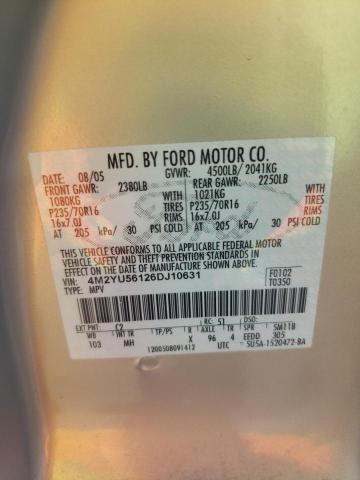 MFD. BY FORD MOTOR CO.
DATE: 08/05 GVWR: 4500LB/ 2041KG
FRONT GAWR: 2380LB REAR GAWR: 2250LB
1080KG WITH 1021KG WITH
P235/70R16 TIRES P235/70R16 TIRES
16x7.0J RIMS 16x7.0J RIMS
AT 205 kPa/ 30 PSI COLD AT 205 kPa/ 30 PSI COLD
THIS VEHICLE CONFORMS TO ALL APPLICABLE FEDERAL MOTOR
VEHICLE SAFETY, BUMPER, AND THEFT PREVENTION STANDARDS
IN EFFECT ON THE DATE OF MANUFACTURE SHOWN ABOVE.
VIN: 4M2YU56126DJ10631 F0102
TYPE: MPV T0350
EXT PNT: C2 RC: 51 DSO:
WB INT TR TP/PS R AXLE TR SPR 5M11B
103 MH X 96 4 EEDD 305
1200508091412 UTC 5U5A-1520472-BA